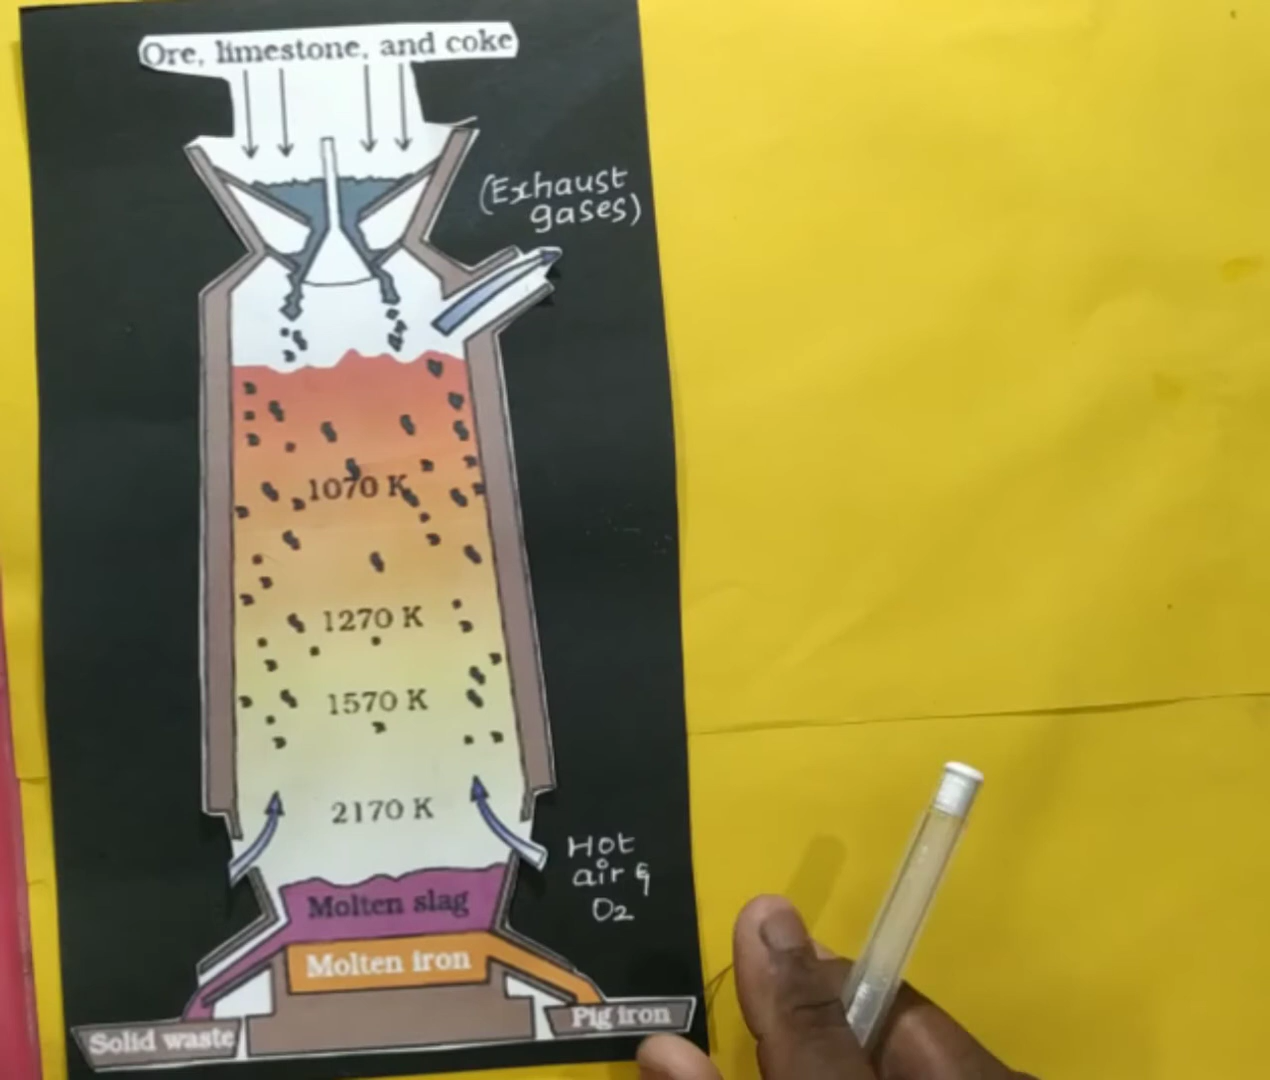 Ore, limestone, and coke
(Exhaust
gases)
1070 K
1270 K
1570 K
2170 K
Hot
air &
O2
Molten slag
Molten iron
Pig iron
Solid waste